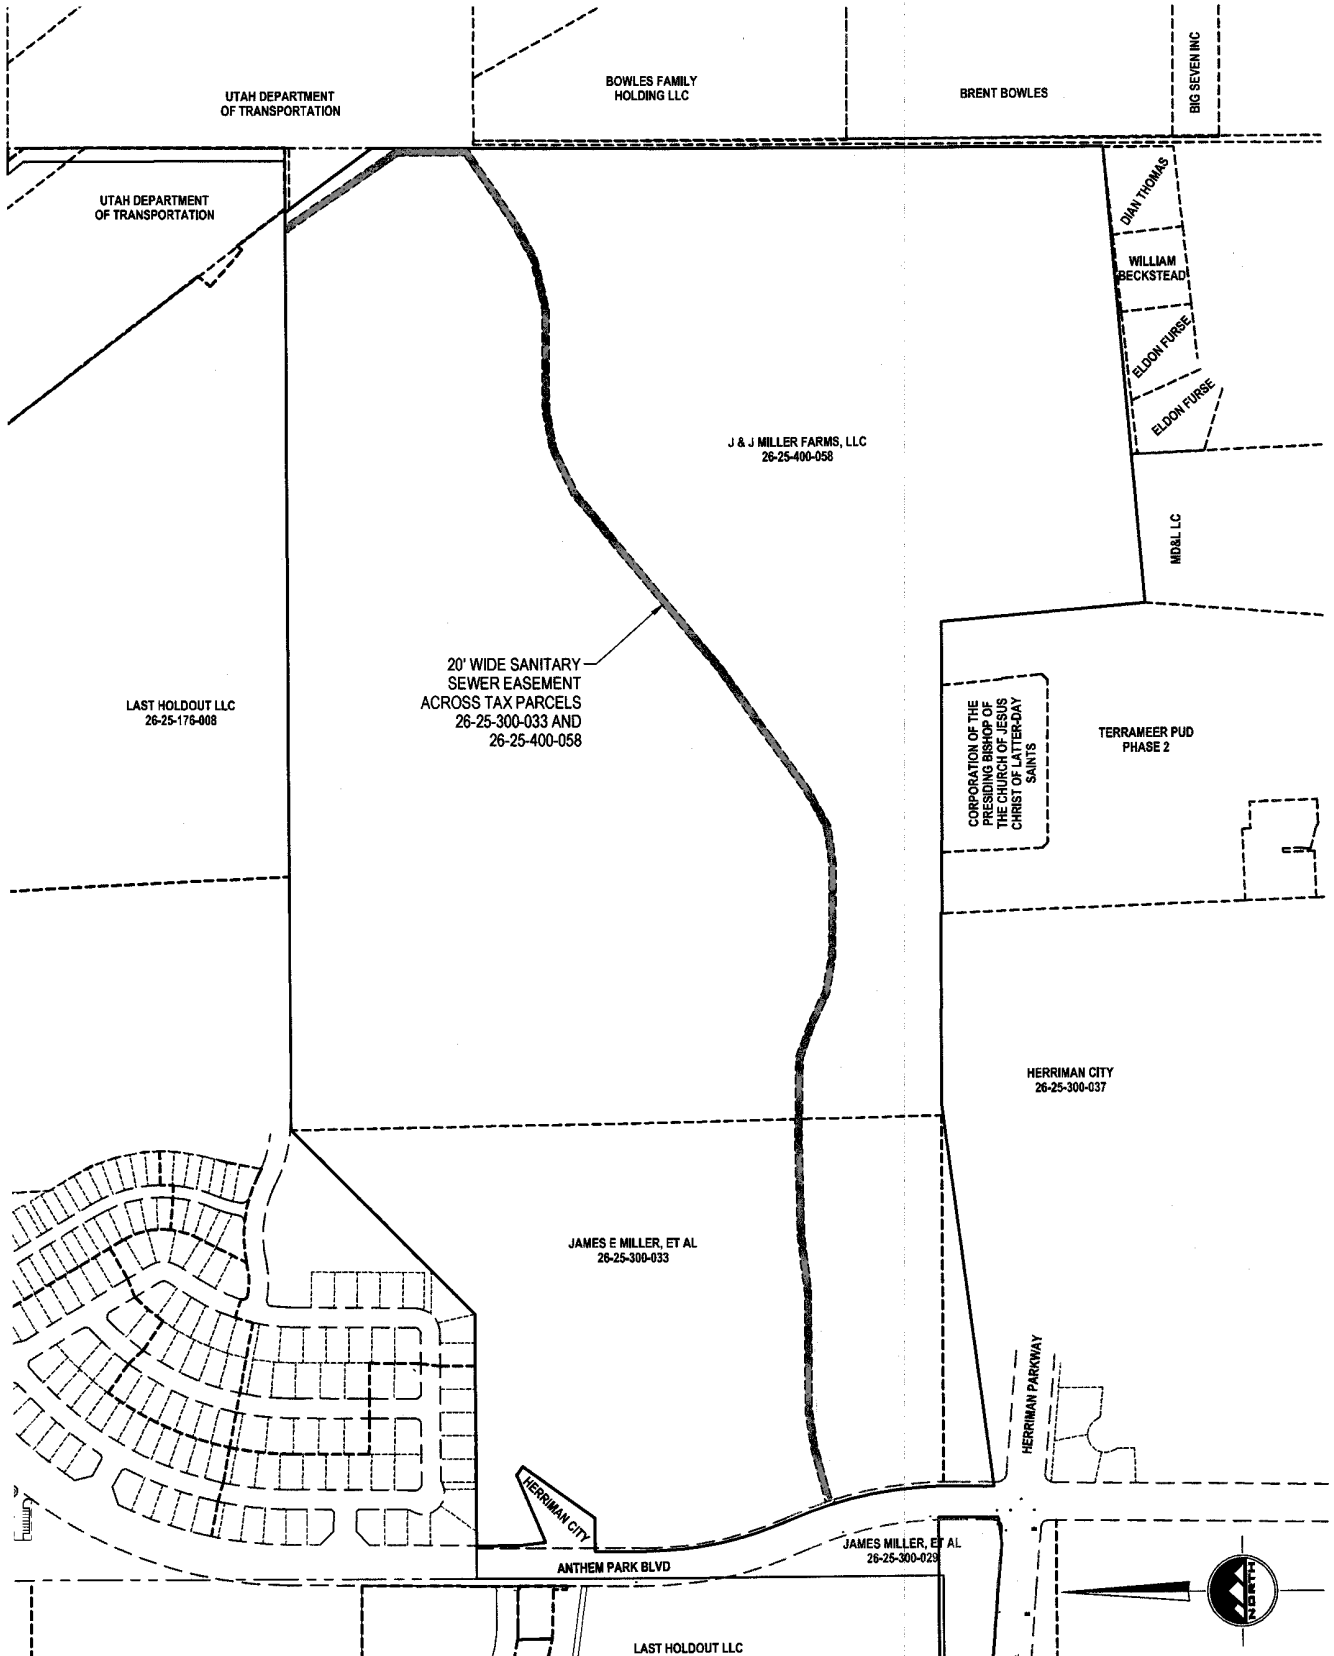 UTAH DEPARTMENT
OF TRANSPORTATION
BOWLES FAMILY
HOLDING LLC
BRENT BOWLES
BIG SEVEN INC
UTAH DEPARTMENT
OF TRANSPORTATION
DIAN THOMAS
WILLIAM
BECKSTEAD
ELDON FURSE
ELDON FURSE
J & J MILLER FARMS, LLC
26-25-400-058
MD&L LC
20' WIDE SANITARY
SEWER EASEMENT
ACROSS TAX PARCELS
26-25-300-033 AND
26-25-400-058
LAST HOLDOUT LLC
26-25-176-008
CORPORATION OF THE
PRESIDING BISHOP OF
THE CHURCH OF JESUS
CHRIST OF LATTER-DAY
SAINTS
TERRAMEER PUD
PHASE 2
HERRIMAN CITY
26-25-300-037
JAMES E MILLER, ET AL
26-25-300-033
HERRIMAN PARKWAY
HERRIMAN CITY
JAMES MILLER, ET AL
26-25-300-029
ANTHEM PARK BLVD
NORTH
LAST HOLDOUT LLC